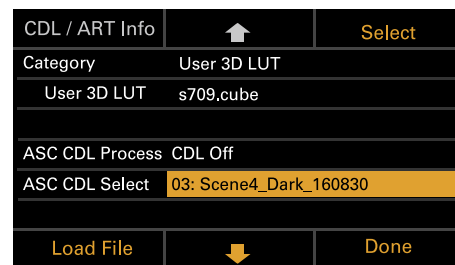 CDL / ART Info Select
Category User 3D LUT
User 3D LUT s709.cube
ASC CDL Process CDL Off
ASC CDL Select 03: Scene4_Dark_160830
Load File Done